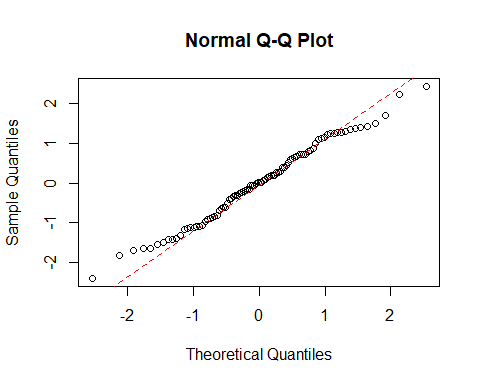 Normal Q-Q Plot
Sample Quantiles
2
1
0
-1
-2
-2 -1 0 1 2
Theoretical Quantiles